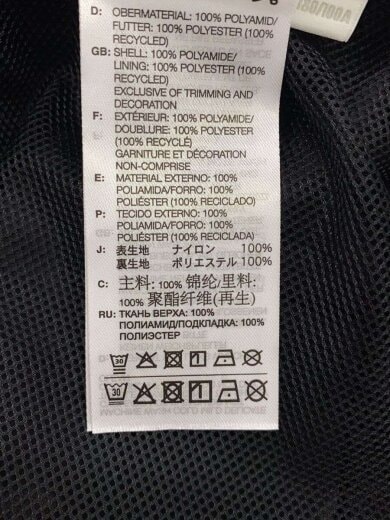 D: OBERMATERIAL: 100% POLYAMID/
FUTTER: 100% POLYESTER (100%
RECYCLED)
GB: SHELL: 100% POLYAMIDE/
LINING: 100% POLYESTER (100%
RECYCLED)
EXCLUSIVE OF TRIMMING AND
DECORATION
F: EXTÉRIEUR: 100% POLYAMIDE/
DOUBLURE: 100% POLYESTER
(100% RECYCLÉ)
GARNITURE ET DÉCORATION
NON-COMPRISE
E: MATERIAL EXTERNO: 100%
POLIAMIDA/FORRO: 100%
POLIÉSTER (100% RECICLADO)
P: TECIDO EXTERNO: 100%
POLIAMIDA/FORRO: 100%
POLIÉSTER (100% RECICLADA)
J: 表生地 ナイロン 100%
裏生地 ポリエステル 100%
C: 主料: 100% 锦纶/里料:
100% 聚酯纤维(再生)
RU: ТКАНЬ ВЕРХА: 100%
ПОЛИАМИД/ПОДКЛАДКА: 100%
ПОЛИЭСТЕР
30
30